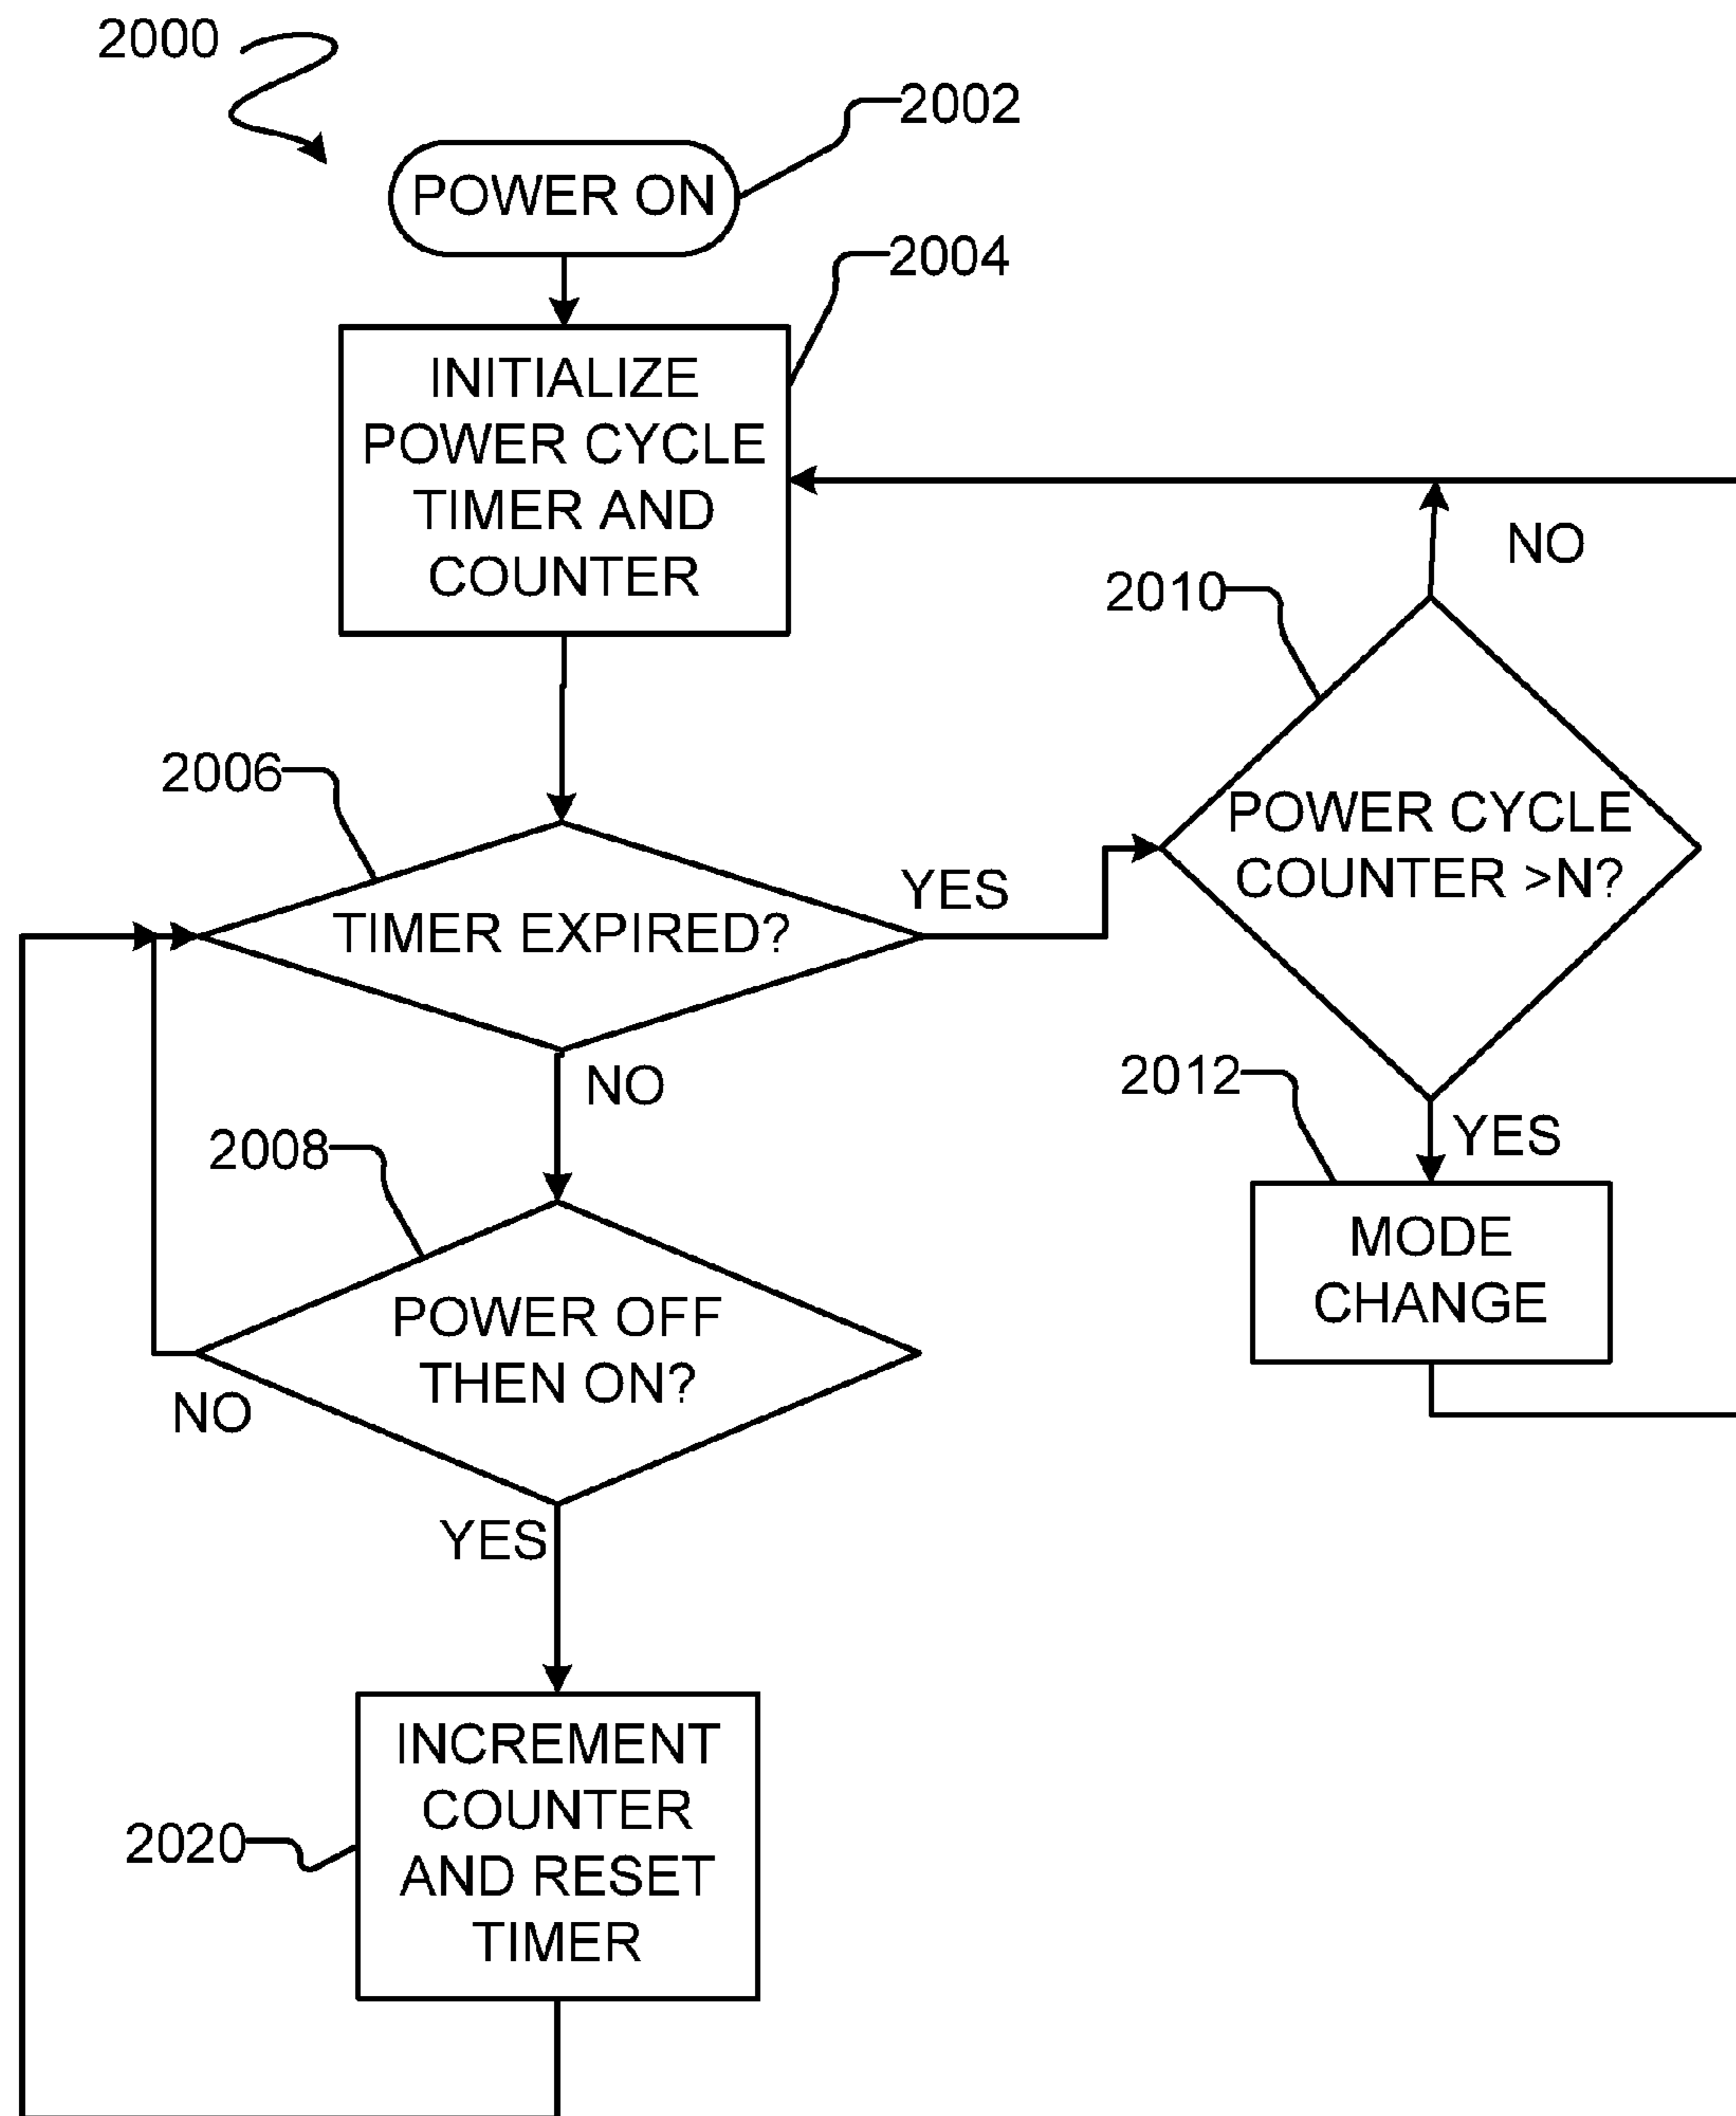 2000
2002
POWER ON
2004
INITIALIZE
POWER CYCLE
TIMER AND
COUNTER
NO
2010
2006
POWER CYCLE
COUNTER >N?
YES
TIMER EXPIRED?
NO
2012
YES
2008
MODE
CHANGE
POWER OFF
THEN ON?
NO
YES
INCREMENT
COUNTER
AND RESET
TIMER
2020